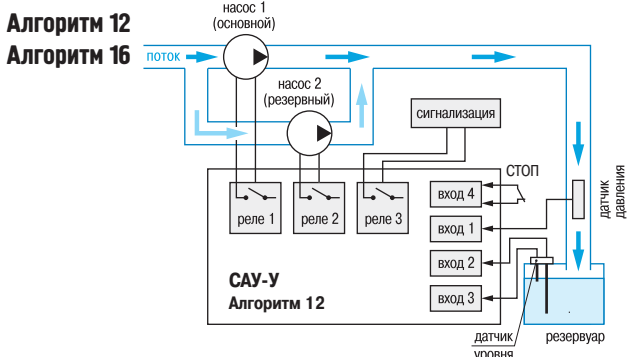 Алгоритм 12
Алгоритм 16
насос 1
(основной)
поток
насос 2
(резервный)
сигнализация
СТОП
реле 1
реле 2
реле 3
вход 4
вход 1
вход 2
вход 3
датчик
давления
САУ-У
Алгоритм 12
датчик
уровня
резервуар